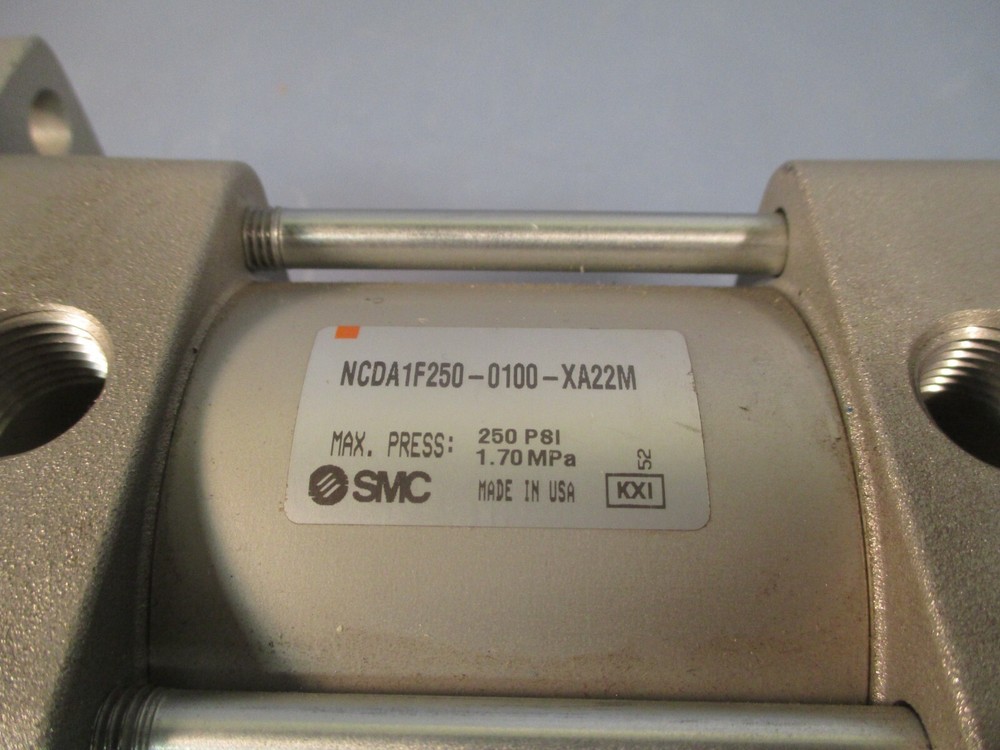 NCDA1F250-0100-XA22M
MAX. PRESS: 250 PSI
1.70 MPa
SMC MADE IN USA KXI 52